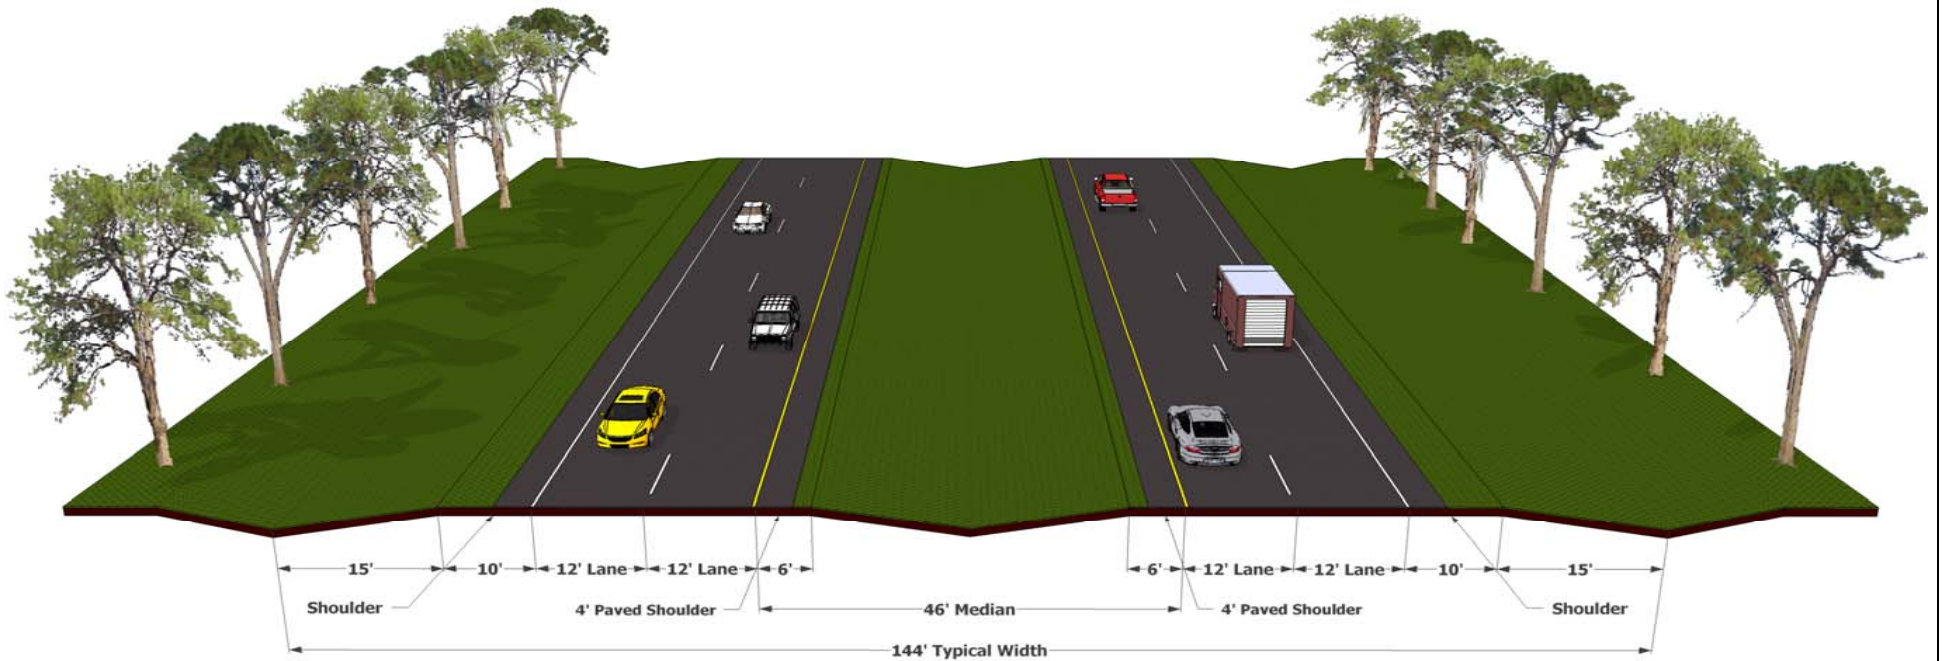 15' 10' 12' Lane 12' Lane 6' 6' 12' Lane 12' Lane 10' 15'
Shoulder 4' Paved Shoulder 46' Median 4' Paved Shoulder Shoulder
144' Typical Width